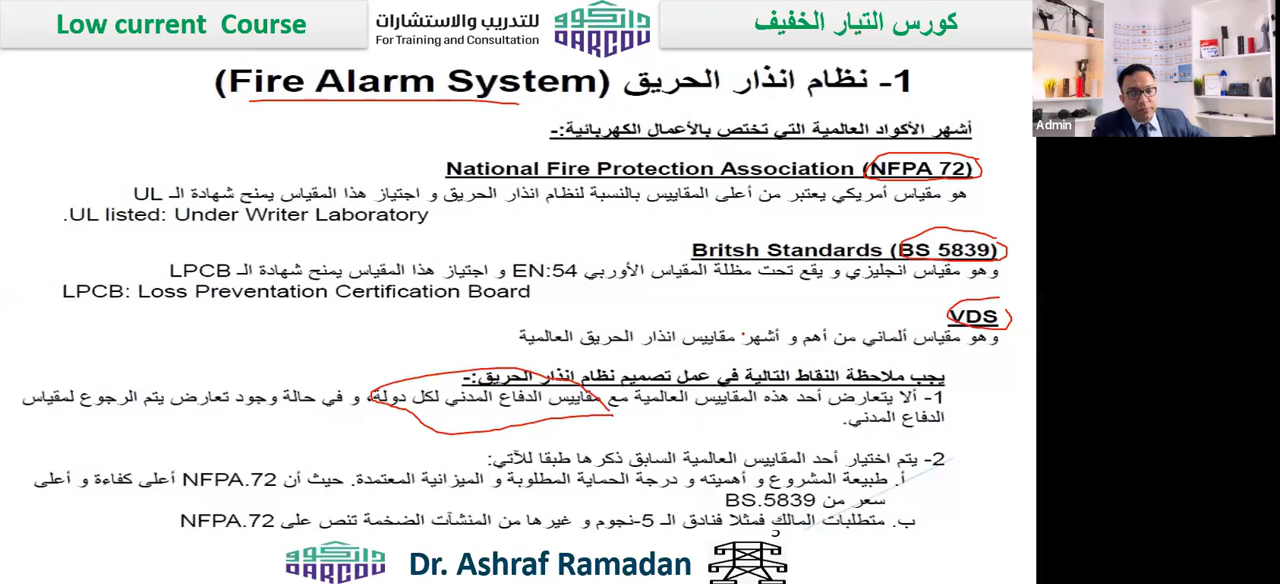 Low current  Course
للتدريب والاستشارات
For Training and Consultation
داركو
DARCOU
كورس التيار الخفيف
Admin
1- نظام انذار الحريق (Fire Alarm System)
أشهر الأكواد العالمية التي تختص بالأعمال الكهربائية:-
National Fire Protection Association (NFPA 72)
هو مقياس أمريكي يعتبر من أعلى المقاييس بالنسبة لنظام انذار الحريق و اجتياز هذا المقياس يمنح شهادة الـ UL
UL listed: Under Writer Laboratory.
Britsh Standards (BS 5839)
وهو مقياس انجليزي و يقع تحت مظلة المقياس الأوربي EN:54 و اجتياز هذا المقياس يمنح شهادة الـ LPCB
LPCB: Loss Preventation Certification Board
VDS
وهو مقياس ألماني من أهم و أشهر مقاييس انذار الحريق العالمية
يجب ملاحظة النقاط التالية في عمل تصميم نظام انذار الحريق:-
1- ألا يتعارض أحد هذه المقاييس العالمية مع مقاييس الدفاع المدني لكل دولة، و في حالة وجود تعارض يتم الرجوع لمقياس
الدفاع المدني.
2- يتم اختيار أحد المقاييس العالمية السابق ذكرها طبقا للآتي:
أ. طبيعة المشروع و أهميته و درجة الحماية المطلوبة و الميزانية المعتمدة. حيث أن NFPA.72 أعلى كفاءة و أعلى
سعر من BS.5839
ب. متطلبات المالك فمثلا فنادق الـ 5-نجوم و غيرها من المنشآت الضخمة تنص على NFPA.72
داركو
DARCOU
Dr. Ashraf Ramadan